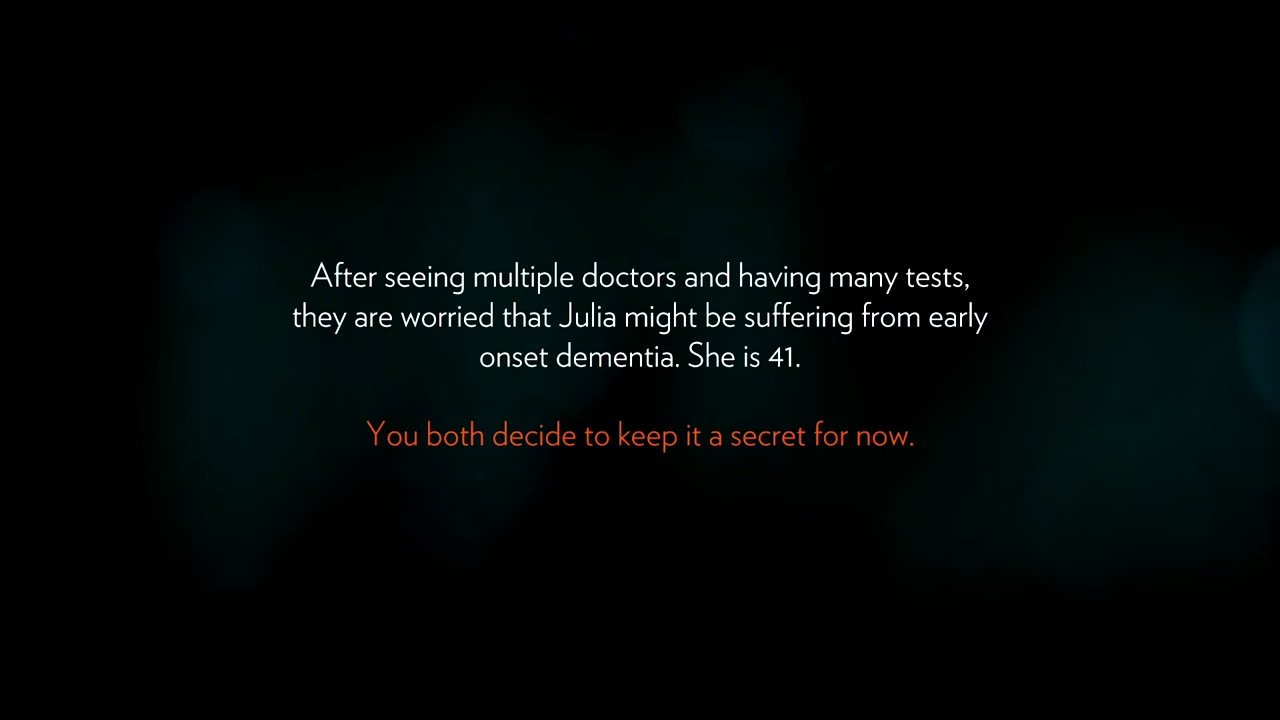 After seeing multiple doctors and having many tests,
they are worried that Julia might be suffering from early
onset dementia. She is 41.
You both decide to keep it a secret for now.